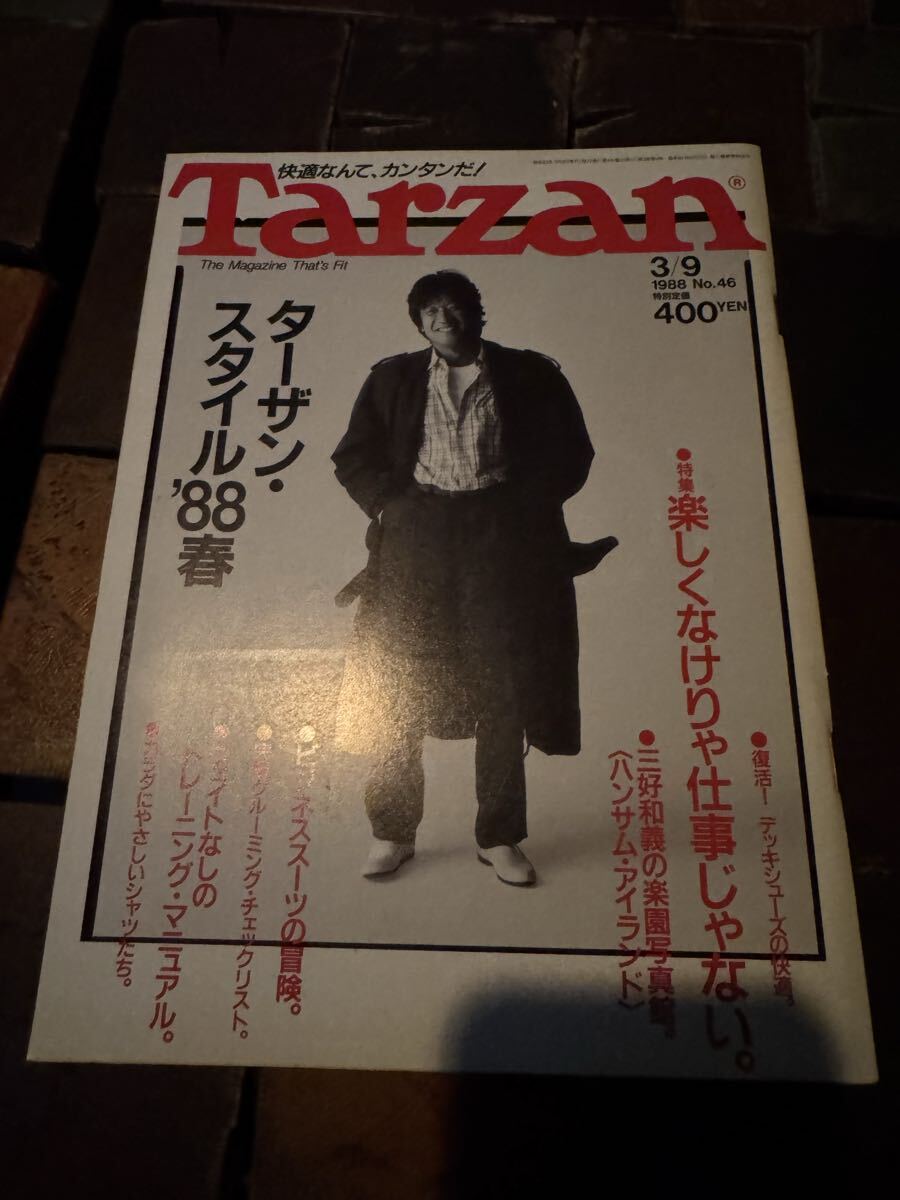 快適なんて、カンタンだ！
Tarzan®
The Magazine That's Fit
3/9
1988 No.46
特別定価
400YEN
ターザン・
スタイル'88春
●特集 楽しくなけりゃ仕事じゃない。
●復活！ デッキシューズの快適。
●三好和義の楽園写真館。
〈ハンサム・アイランド〉
スーツの冒険。
グルーミング・チェックリスト。
イトなしの
トレーニング・マニュアル。
カラダにやさしいシャツたち。